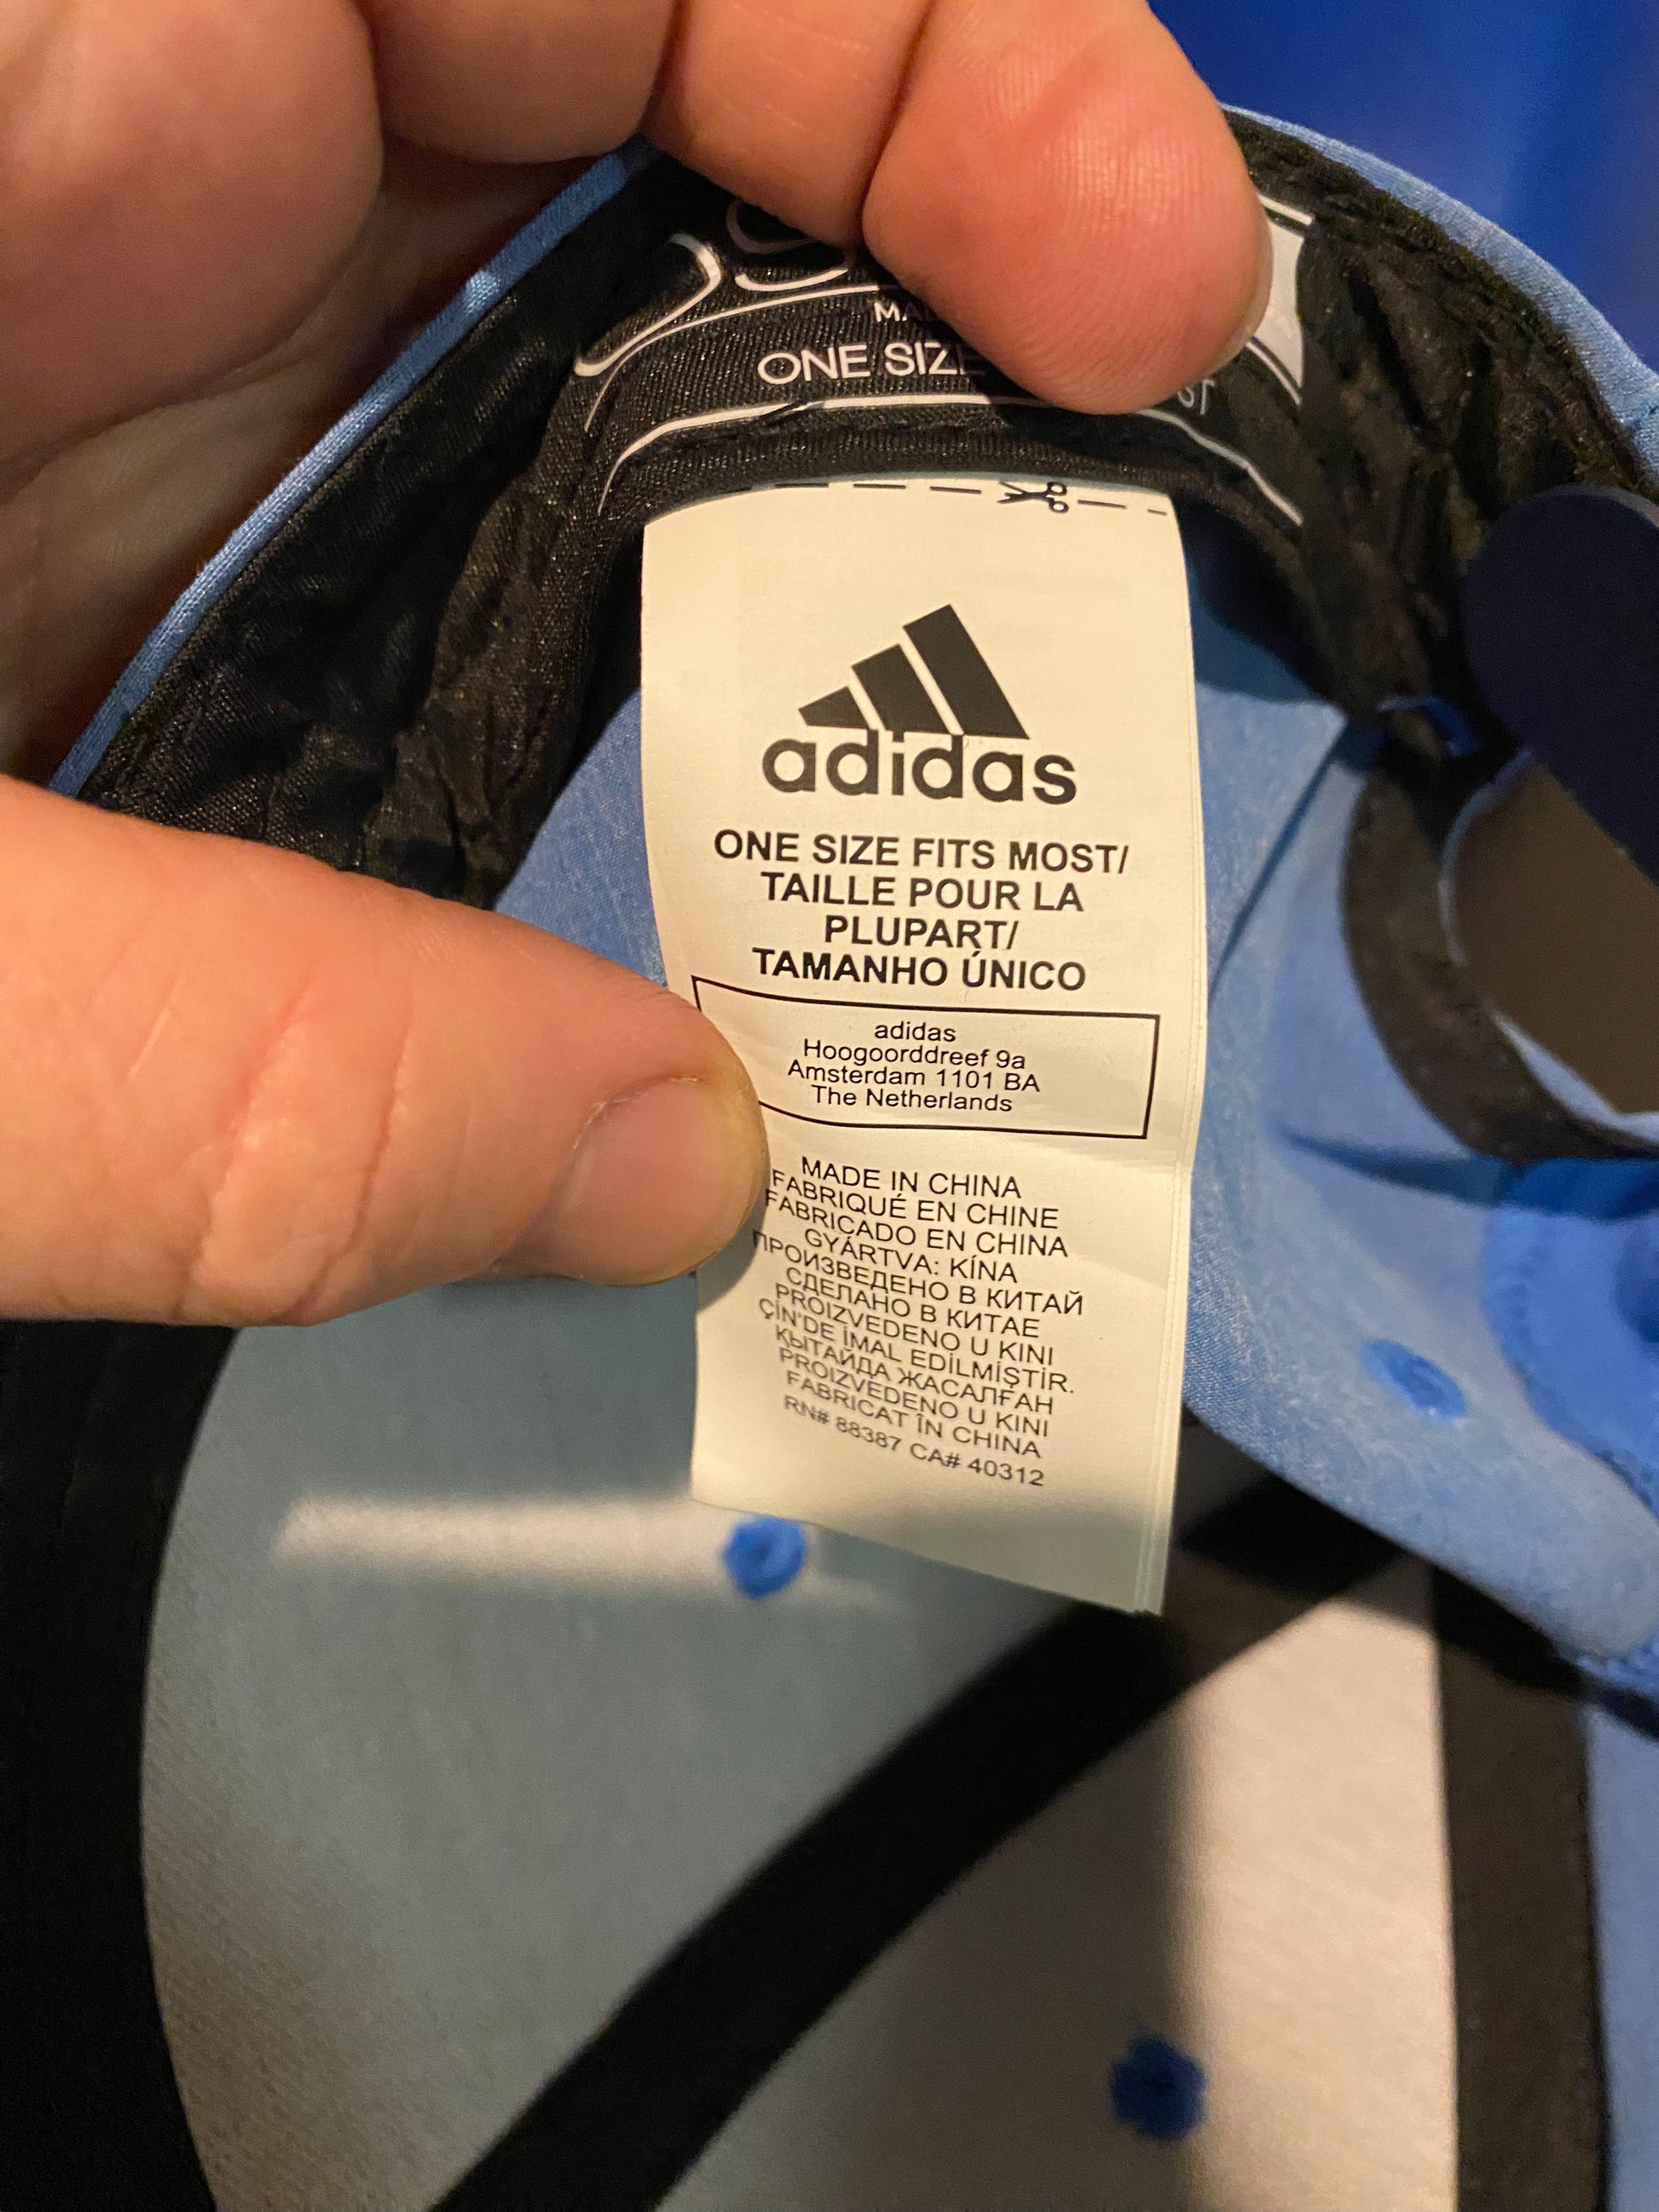 ONE SIZE
adidas
ONE SIZE FITS MOST/
TAILLE POUR LA
PLUPART/
TAMANHO ÚNICO
adidas
Hoogoorddreef 9a
Amsterdam 1101 BA
The Netherlands
MADE IN CHINA
FABRIQUÉ EN CHINE
FABRICADO EN CHINA
GYÁRTVA: KÍNA
ПРОИЗВЕДЕНО В КИТАЙ
СДЕЛАНО В КИТАЕ
PROIZVEDENO U KINI
ÇİN'DE İMAL EDİLMİŞTİR.
ҚЫТАЙДА ЖАСАЛҒАН
PROIZVEDENO U KINI
FABRICAT ÎN CHINA
RN# 88387 CA# 40312